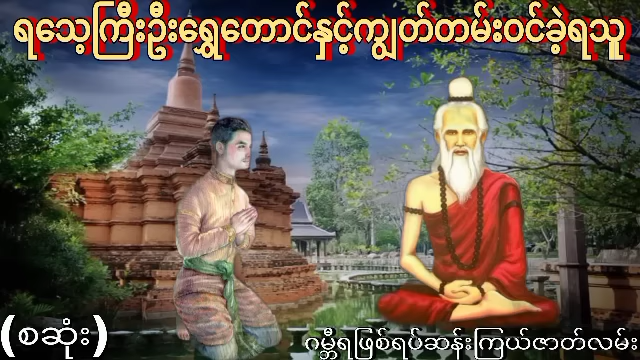 ရသေ့ကြီးဦးရွှေတောင်နှင့်ကျွတ်တမ်းဝင်ခဲ့ရသူ
(စဆုံး)
ဂမ္ဘီရဖြစ်ရပ်ဆန်းကြယ်ဇာတ်လမ်း